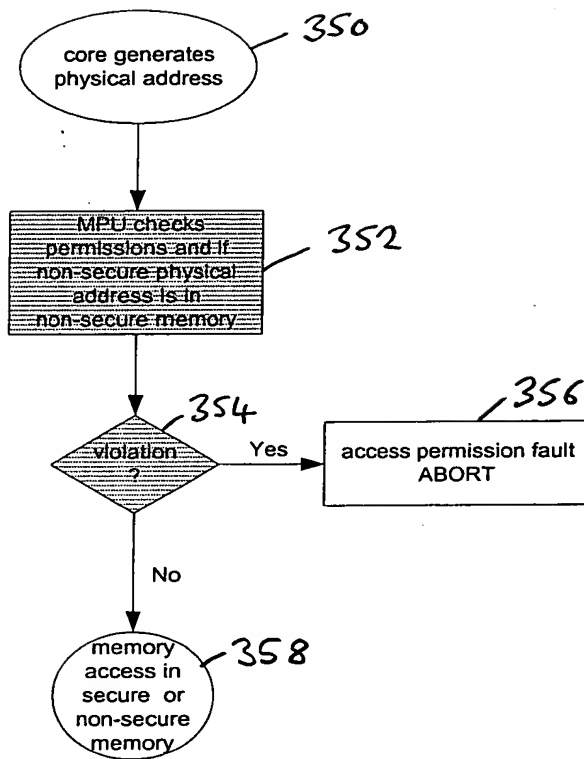 core generates
physical address
350
MPU checks
permissions and if
non-secure physical
address is in
non-secure memory
352
violation
?
354
Yes
356
access permission fault
ABORT
No
memory
access in
secure or
non-secure
memory
358